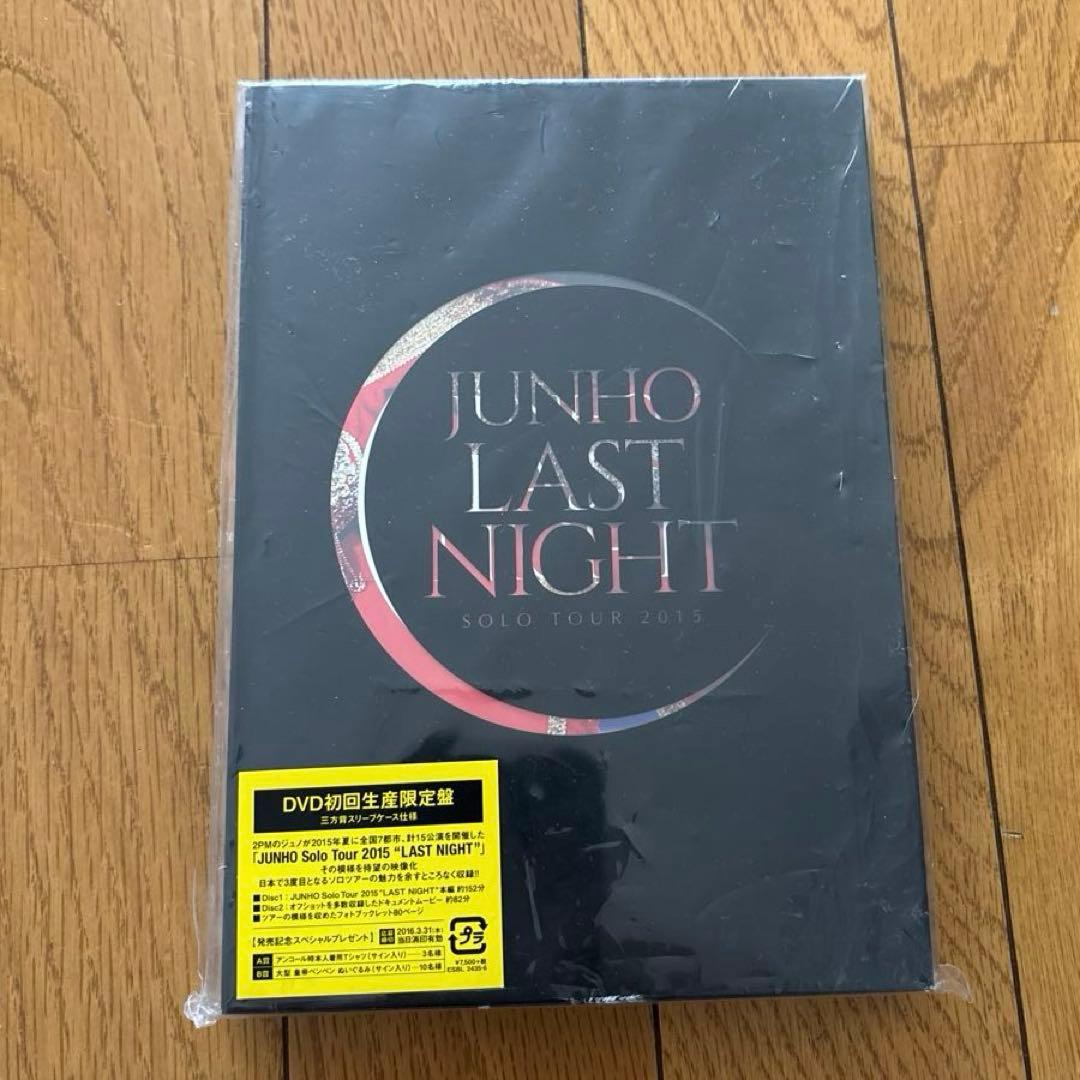 JUNHO
LAST
NIGHT
SOLO TOUR 2015
DVD初回生産限定盤
三方背スリーブケース仕様
2PMのジュノが2015年夏に全国7都市、計15公演を開催した
「JUNHO Solo Tour 2015 “LAST NIGHT”」
その模様を待望の映像化
日本で3度目となるソロツアーの魅力を余すところなく収録!!
■Disc1：JUNHO Solo Tour 2015“LAST NIGHT”本編 約152分
■Disc2：オフショットを多数収録したドキュメントムービー 約82分
■ツアーの模様を収めたフォトブックレット80ページ
【発売記念スペシャルプレゼント】 応募締切 2016.3.31(木) 当日消印有効
A賞 アンコール時本人着用Tシャツ(サイン入り)……3名様
B賞 大型 皇帝ペンペン ぬいぐるみ(サイン入り)…10名様
プラ
¥7,500+税
ESBL 2435-6